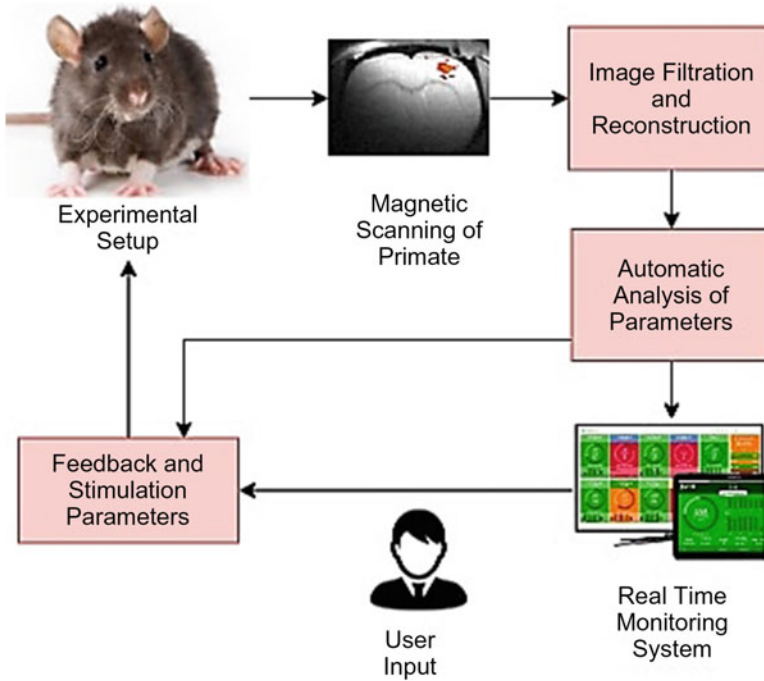 Image Filtration
and
Reconstruction
Experimental
Setup
Magnetic
Scanning of
Primate
Automatic
Analysis of
Parameters
Feedback and
Stimulation
Parameters
User
Input
Real Time
Monitoring
System